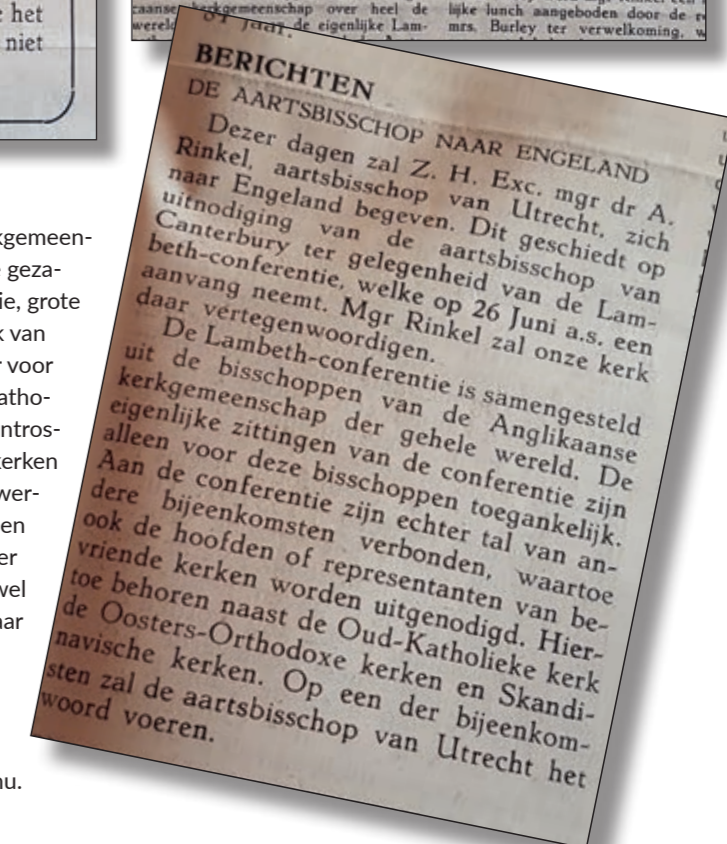 e het
niet
caanse kerkgemeenschap over heel de
wereld de eigenlijke Lam-
lijke lunch aangeboden door de
mrs. Burley ter verwelkoming,
kgemeen-
geza-
ie, grote
k van
voor
atho-
ntros-
kerken
wer-
en
er
wel
aar
nu.
jaar.
BERICHTEN
DE AARTSBISSCHOP NAAR ENGELAND
Dezer dagen zal Z. H. Exc. mgr dr A.
Rinkel, aartsbisschop van Utrecht, zich
naar Engeland begeven. Dit geschiedt op
uitnodiging van de aartsbisschop van
Canterbury ter gelegenheid van de Lam-
beth-conferentie, welke op 26 Juni a.s. een
aanvang neemt. Mgr Rinkel zal onze kerk
daar vertegenwoordigen.
De Lambeth-conferentie is samengesteld
uit de bisschoppen van de Anglikaanse
kerkgemeenschap der gehele wereld. De
eigenlijke zittingen van de conferentie zijn
alleen voor deze bisschoppen toegankelijk.
Aan de conferentie zijn echter tal van an-
dere bijeenkomsten verbonden, waartoe
ook de hoofden of representanten van be-
vriende kerken worden uitgenodigd. Hier-
toe behoren naast de Oud-Katholieke kerk
de Oosters-Orthodoxe kerken en Skandi-
navische kerken. Op een der bijeenkom-
sten zal de aartsbisschop van Utrecht het
woord voeren.